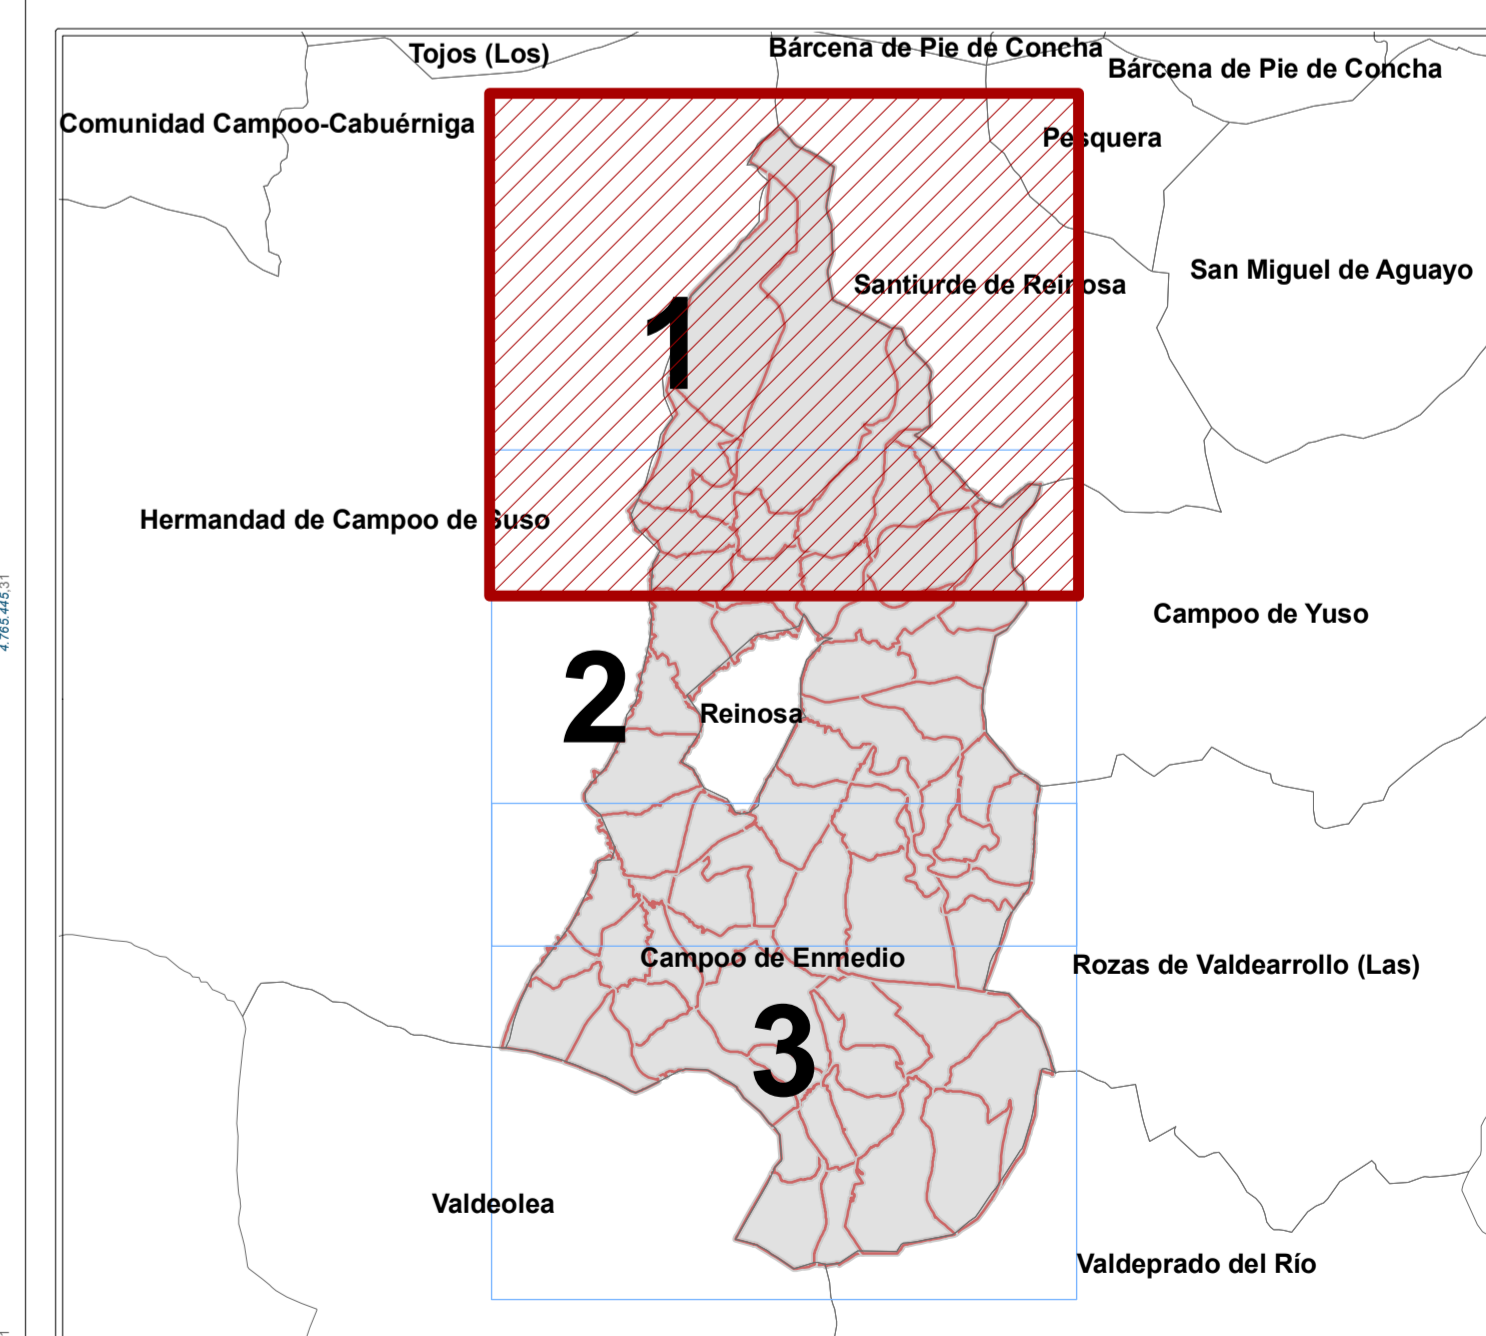 Tojos (Los)
Bárcena de Pie de Concha
Bárcena de Pie de Concha
Comunidad Campoo-Cabuérniga
Pesquera
San Miguel de Aguayo
Santiurde de Reinosa
1
Hermandad de Campoo de Suso
4.765.445,31
Campoo de Yuso
2
Reinosa
Campoo de Enmedio
Rozas de Valdearrollo (Las)
3
Valdeolea
Valdeprado del Río